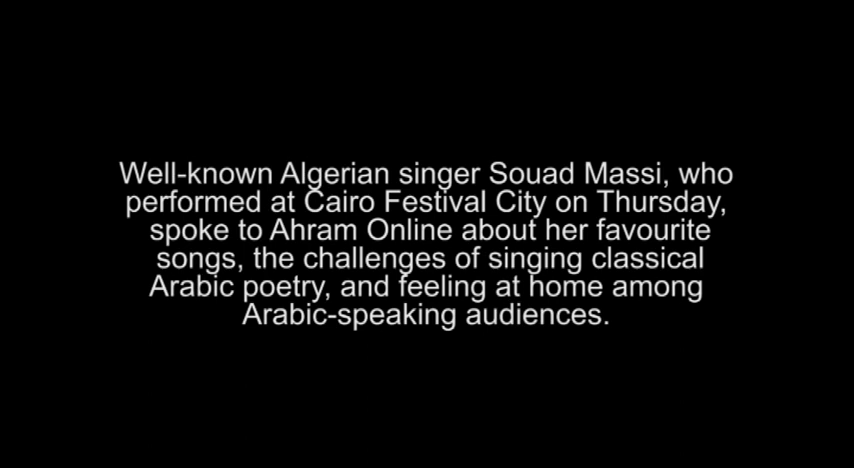 Well-known Algerian singer Souad Massi, who
performed at Cairo Festival City on Thursday,
spoke to Ahram Online about her favourite
songs, the challenges of singing classical
Arabic poetry, and feeling at home among
Arabic-speaking audiences.